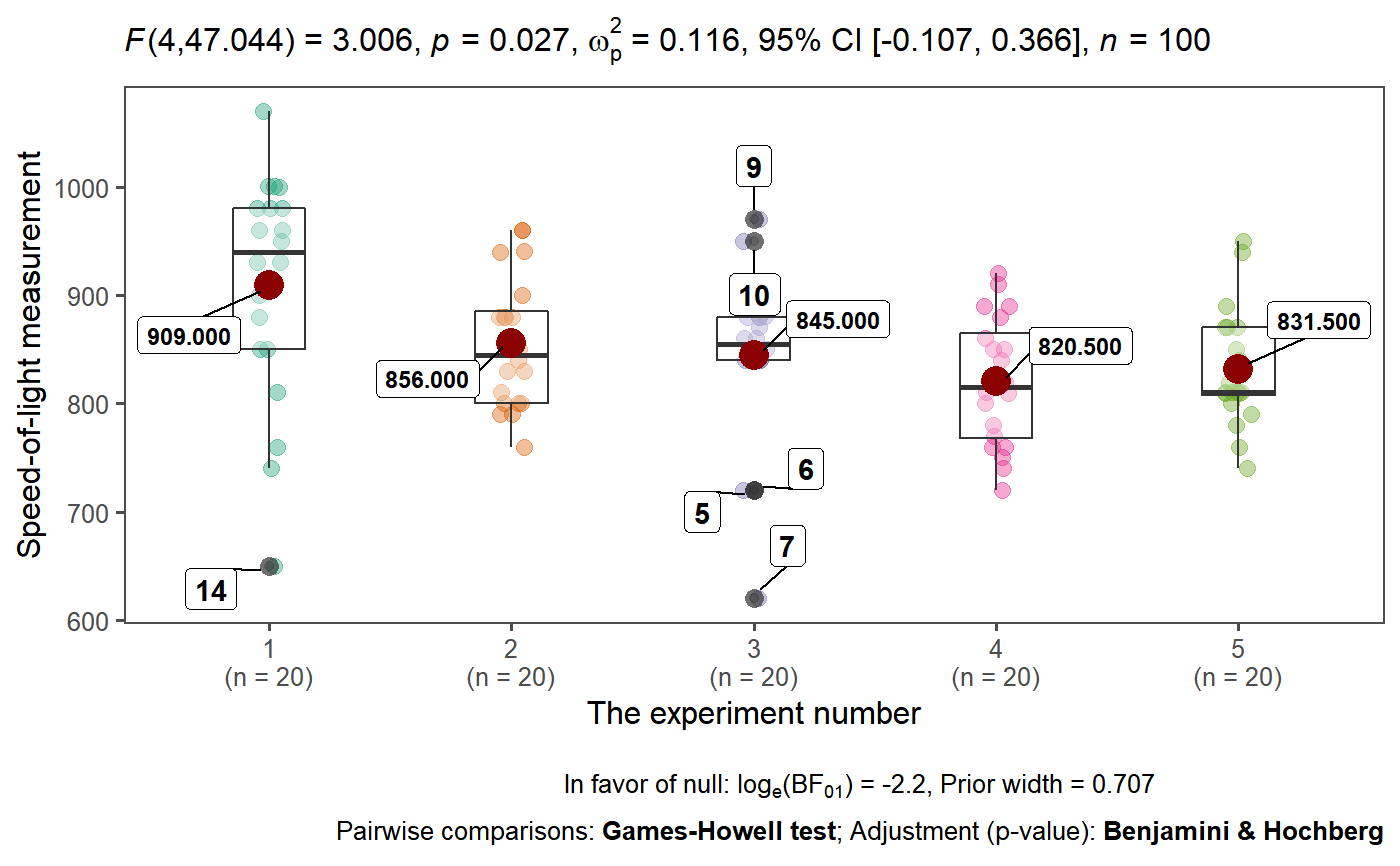 F(4,47.044) = 3.006, p = 0.027, ω²ₚ = 0.116, 95% CI [-0.107, 0.366], n = 100
Speed-of-light measurement
1000
900
800
700
600
909.000
14
856.000
9
10
845.000
6
5
7
820.500
831.500
1 2 3 4 5
(n = 20) (n = 20) (n = 20) (n = 20) (n = 20)
The experiment number
In favor of null: logₑ(BF₀₁) = -2.2, Prior width = 0.707
Pairwise comparisons: Games-Howell test; Adjustment (p-value): Benjamini & Hochberg